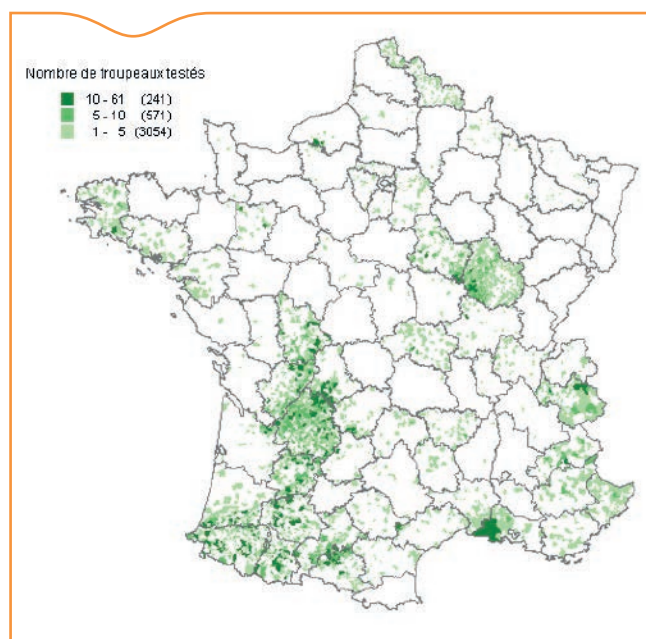 Nombre de troupeaux testés
10 - 61 (241)
5 - 10 (571)
1 - 5 (3054)